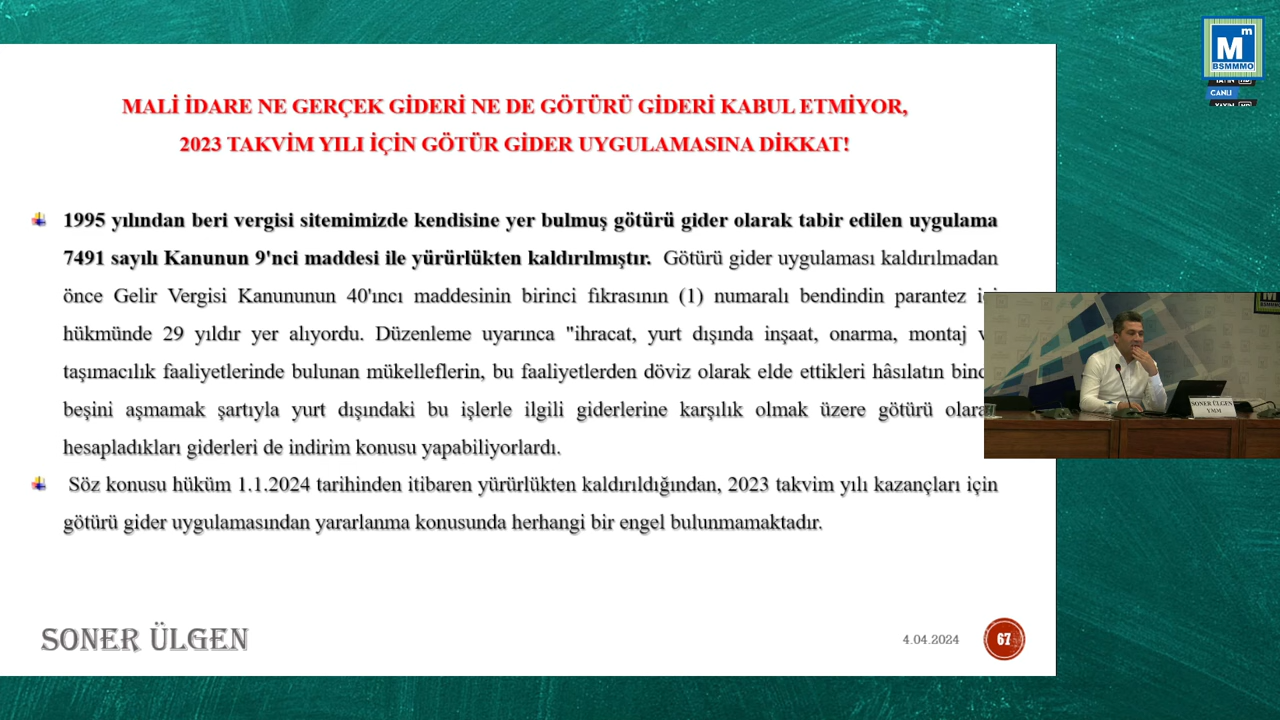 MALİ İDARE NE GERÇEK GİDERİ NE DE GÖTÜRÜ GİDERİ KABUL ETMİYOR,
2023 TAKVİM YILI İÇİN GÖTÜR GİDER UYGULAMASINA DİKKAT!
1995 yılından beri vergisi sitemimizde kendisine yer bulmuş götürü gider olarak tabir edilen uygulama
7491 sayılı Kanunun 9'nci maddesi ile yürürlükten kaldırılmıştır. Götürü gider uygulaması kaldırılmadan
önce Gelir Vergisi Kanununun 40'ıncı maddesinin birinci fıkrasının (1) numaralı bendindin parantez
hükmünde 29 yıldır yer alıyordu. Düzenleme uyarınca "ihracat, yurt dışında inşaat, onarma, montaj
taşımacılık faaliyetlerinde bulunan mükelleflerin, bu faaliyetlerden döviz olarak elde ettikleri hâsılatın
beşini aşmamak şartıyla yurt dışındaki bu işlerle ilgili giderlerine karşılık olmak üzere götürü
hesapladıkları giderleri de indirim konusu yapabiliyorlardı.
Söz konusu hüküm 1.1.2024 tarihinden itibaren yürürlükten kaldırıldığından, 2023 takvim yılı kazançları için
götürü gider uygulamasından yararlanma konusunda herhangi bir engel bulunmamaktadır.
SONER ÜLGEN
4.04.2024
67
Mm
BSMMMO
CANLI
SONER ÜLGEN
YMM